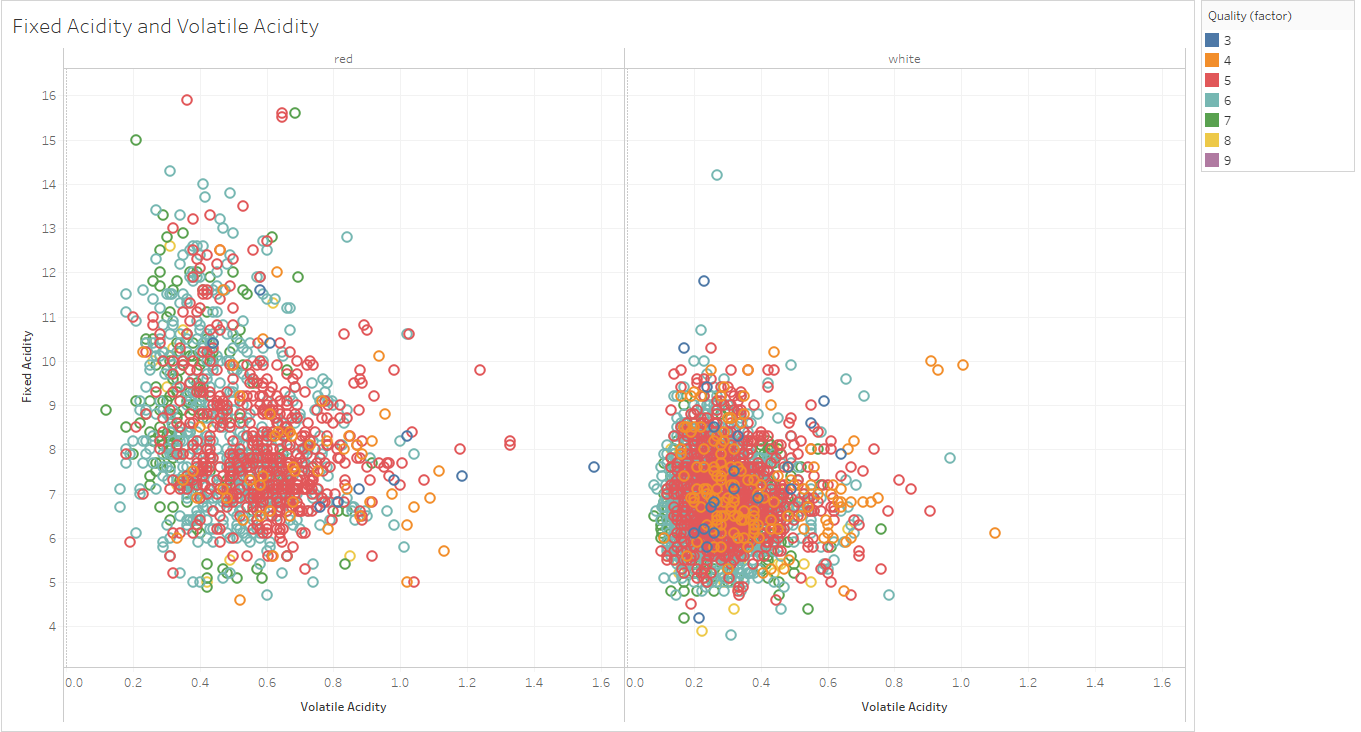 Fixed Acidity and Volatile Acidity
Quality (factor)
3
4
5
6
7
8
9
red
white
Fixed Acidity
16
15
14
13
12
11
10
9
8
7
6
5
4
0.0 0.2 0.4 0.6 0.8 1.0 1.2 1.4 1.6
0.0 0.2 0.4 0.6 0.8 1.0 1.2 1.4 1.6
Volatile Acidity
Volatile Acidity